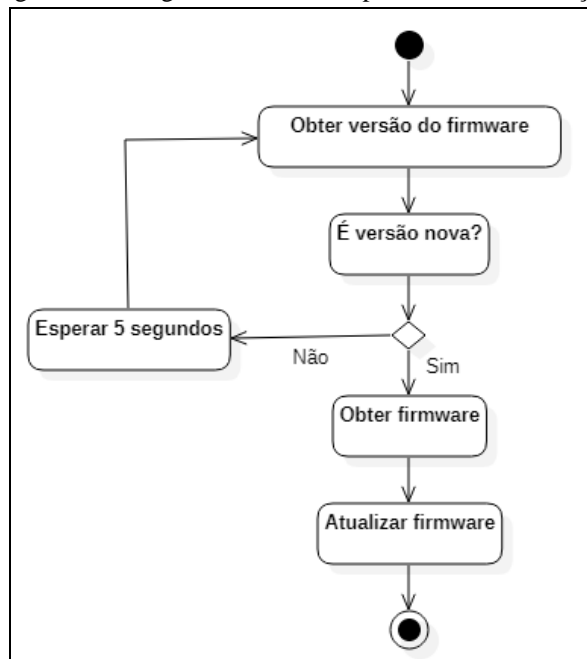 Obter versão do firmware
É versão nova?
Esperar 5 segundos
Não
Sim
Obter firmware
Atualizar firmware